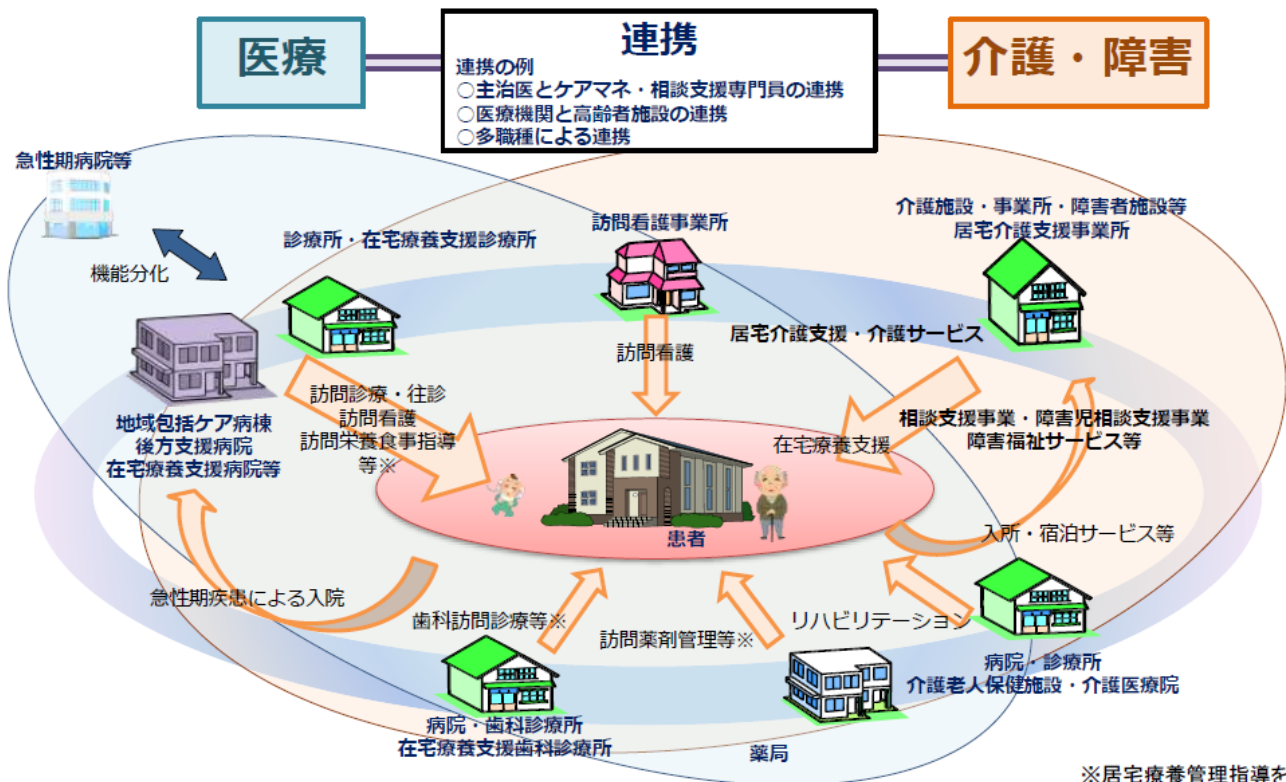 医療
連携
連携の例
○主治医とケアマネ・相談支援専門員の連携
○医療機関と高齢者施設の連携
○多職種による連携
介護・障害
急性期病院等
機能分化
診療所・在宅療養支援診療所
訪問看護事業所
介護施設・事業所・障害者施設等
居宅介護支援事業所
訪問看護
居宅介護支援・介護サービス
訪問診療・往診
訪問看護
訪問栄養食事指導
等※
地域包括ケア病棟
後方支援病院
在宅療養支援病院等
在宅療養支援
相談支援事業・障害児相談支援事業
障害福祉サービス等
患者
入所・宿泊サービス等
急性期疾患による入院
歯科訪問診療等※
訪問薬剤管理等※
リハビリテーション
病院・診療所
介護老人保健施設・介護医療院
病院・歯科診療所
在宅療養支援歯科診療所
薬局
※居宅療養管理指導を